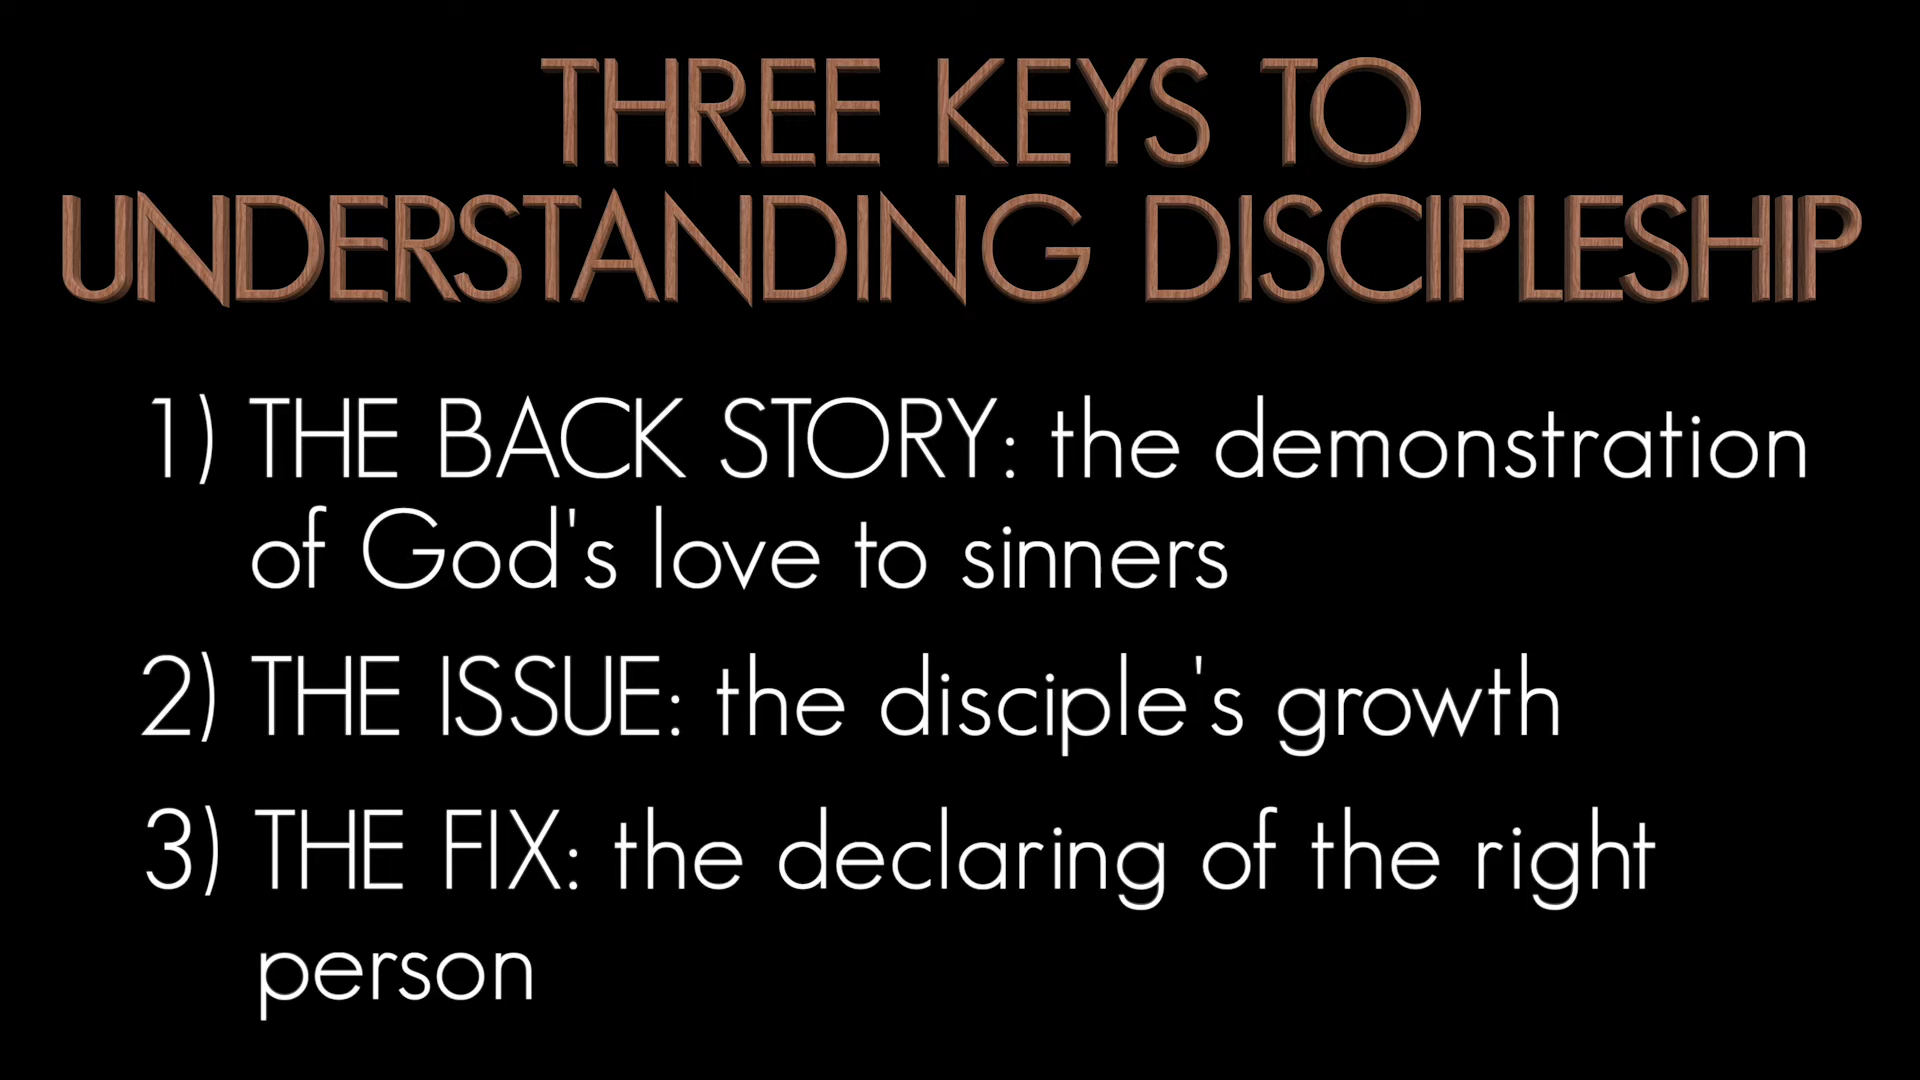 THREE KEYS TO
UNDERSTANDING DISCIPLESHIP
1) THE BACK STORY: the demonstration
of God's love to sinners
2) THE ISSUE: the disciple's growth
3) THE FIX: the declaring of the right
person